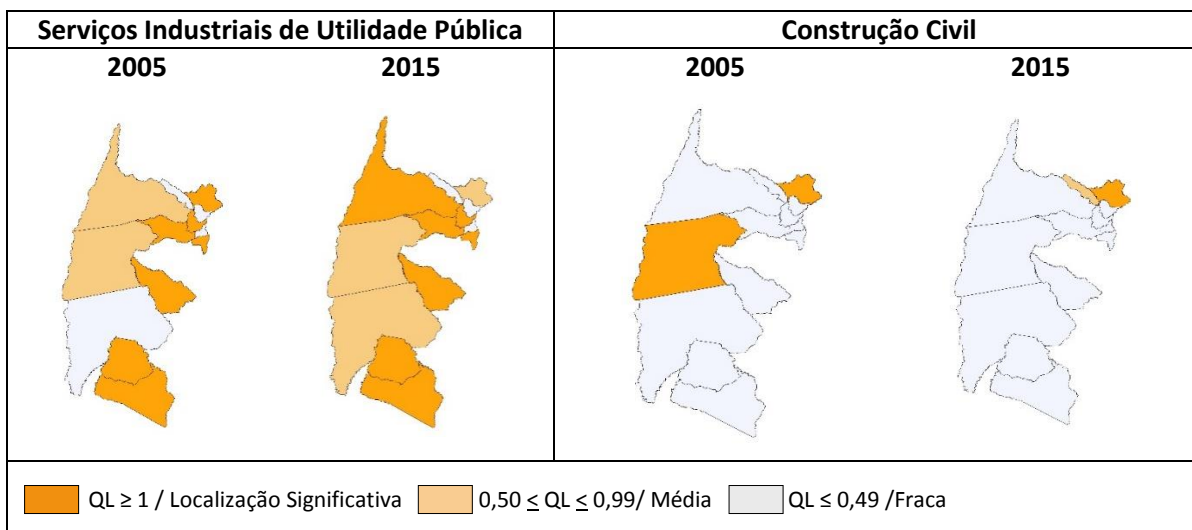 Serviços Industriais de Utilidade Pública
Construção Civil
2005
2015
2005
2015
QL ≥ 1 / Localização Significativa
0,50 ≤ QL ≤ 0,99/ Média
QL ≤ 0,49 /Fraca